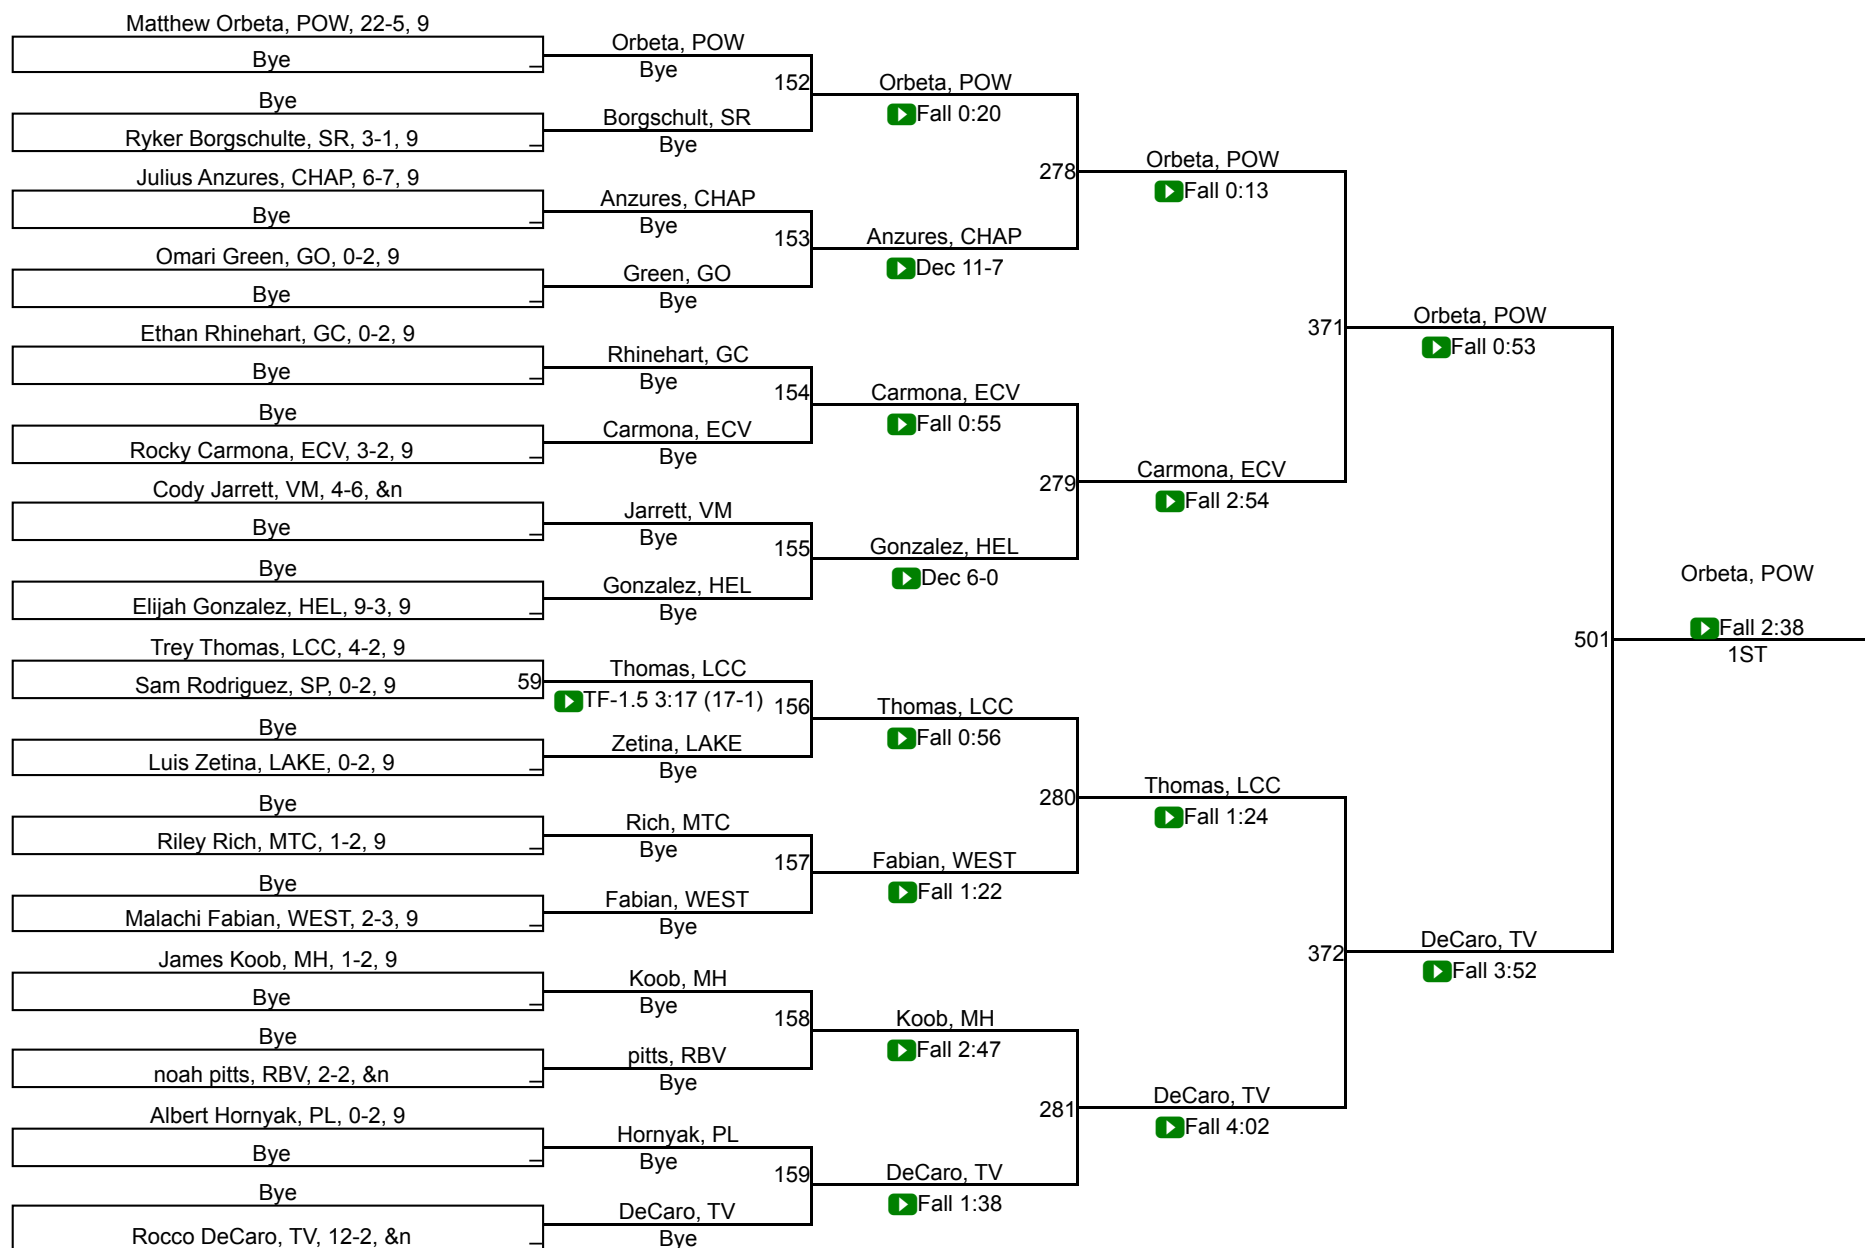 Matthew Orbeta, POW, 22-5, 9
Bye
Bye
Ryker Borgschulte, SR, 3-1, 9
Julius Anzures, CHAP, 6-7, 9
Bye
Omari Green, GO, 0-2, 9
Bye
Ethan Rhinehart, GC, 0-2, 9
Bye
Bye
Rocky Carmona, ECV, 3-2, 9
Cody Jarrett, VM, 4-6, &n
Bye
Bye
Elijah Gonzalez, HEL, 9-3, 9
Trey Thomas, LCC, 4-2, 9
Sam Rodriguez, SP, 0-2, 9
59
Bye
Luis Zetina, LAKE, 0-2, 9
Bye
Riley Rich, MTC, 1-2, 9
Bye
Malachi Fabian, WEST, 2-3, 9
James Koob, MH, 1-2, 9
Bye
Bye
noah pitts, RBV, 2-2, &n
Albert Hornyak, PL, 0-2, 9
Bye
Bye
Rocco DeCaro, TV, 12-2, &n
Orbeta, POW
Bye
152
Borgschult, SR
Bye
Anzures, CHAP
Bye
153
Green, GO
Bye
Rhinehart, GC
Bye
154
Carmona, ECV
Bye
Jarrett, VM
Bye
155
Gonzalez, HEL
Bye
Thomas, LCC
TF-1.5 3:17 (17-1)
156
Zetina, LAKE
Bye
Rich, MTC
Bye
157
Fabian, WEST
Bye
Koob, MH
Bye
158
pitts, RBV
Bye
Hornyak, PL
Bye
159
DeCaro, TV
Bye
Orbeta, POW
Fall 0:20
278
Anzures, CHAP
Dec 11-7
Carmona, ECV
Fall 0:55
279
Gonzalez, HEL
Dec 6-0
Thomas, LCC
Fall 0:56
280
Fabian, WEST
Fall 1:22
Koob, MH
Fall 2:47
281
DeCaro, TV
Fall 1:38
Orbeta, POW
Fall 0:13
371
Carmona, ECV
Fall 2:54
Thomas, LCC
Fall 1:24
372
DeCaro, TV
Fall 4:02
Orbeta, POW
Fall 0:53
501
DeCaro, TV
Fall 3:52
Orbeta, POW
Fall 2:38
1ST